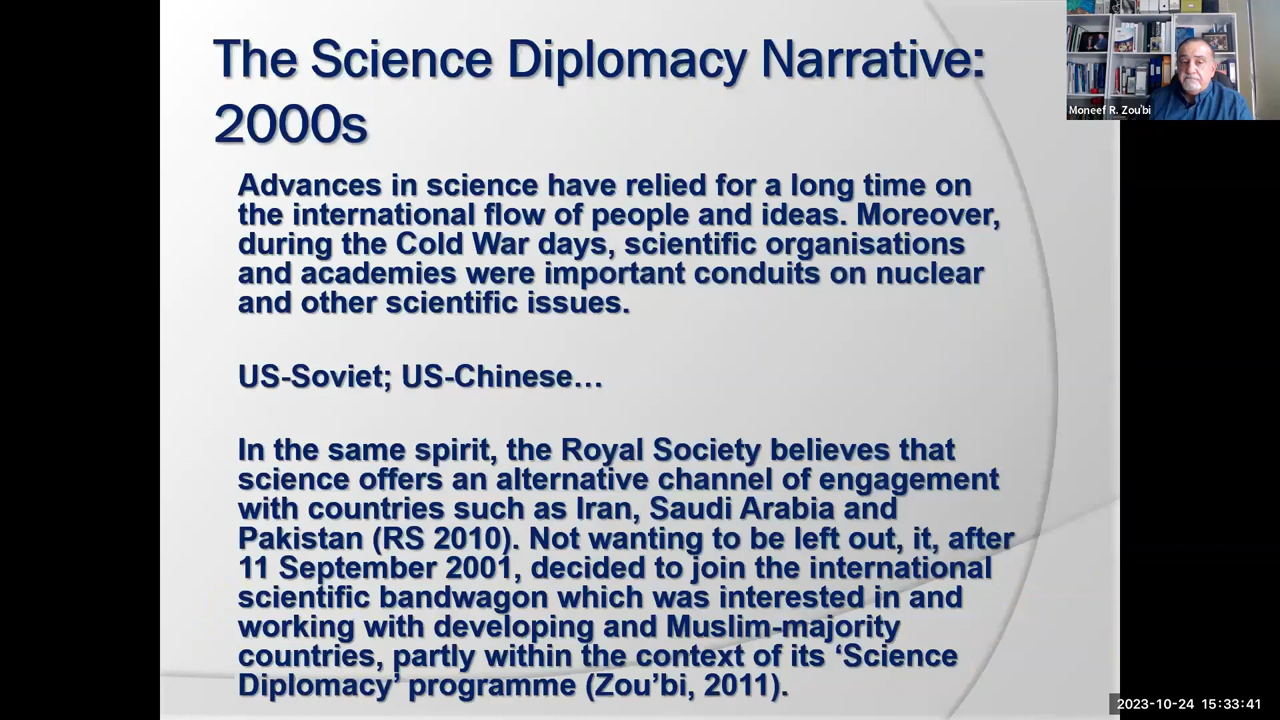 The Science Diplomacy Narrative:
2000s
Moneef R. Zou'bi
Advances in science have relied for a long time on
the international flow of people and ideas. Moreover,
during the Cold War days, scientific organisations
and academies were important conduits on nuclear
and other scientific issues.
US-Soviet; US-Chinese…
In the same spirit, the Royal Society believes that
science offers an alternative channel of engagement
with countries such as Iran, Saudi Arabia and
Pakistan (RS 2010). Not wanting to be left out, it, after
11 September 2001, decided to join the international
scientific bandwagon which was interested in and
working with developing and Muslim-majority
countries, partly within the context of its ‘Science
Diplomacy’ programme (Zou’bi, 2011).
2023-10-24 15:33:41